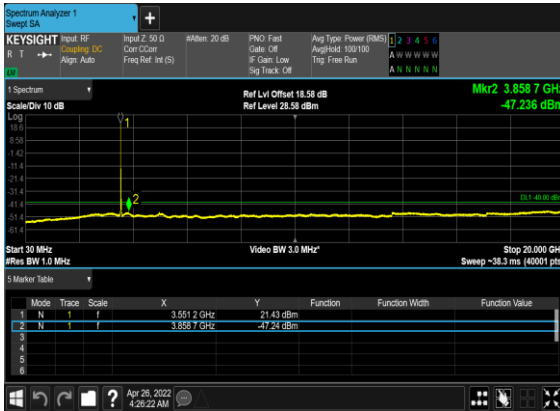 Spectrum Analyzer 1
Swept SA
+
KEYSIGHT
R T
LXI
Input: RF
Coupling: DC
Align: Auto
Input Z: 50 Ω
Corr CCorr
Freq Ref: Int (S)
#Atten: 20 dB
PNO: Fast
Gate: Off
IF Gain: Low
Sig Track: Off
Avg Type: Power (RMS)
Avg|Hold: 100/100
Trig: Free Run
1 2 3 4 5 6
A W W W W W
A N N N N N
1 Spectrum
Scale/Div 10 dB
Ref Lvl Offset 18.58 dB
Ref Level 28.58 dBm
Mkr2 3.858 7 GHz
-47.236 dBm
Log
18.6
8.58
-1.42
-11.4
-21.4
-31.4
-41.4
-51.4
-61.4
1
2
DL1 -40.00 dBm
Start 30 MHz
#Res BW 1.0 MHz
Video BW 3.0 MHz*
Stop 20.000 GHz
Sweep ~38.3 ms (40001 pts)
5 Marker Table
Mode Trace Scale X Y Function Function Width Function Value
1 N 1 f 3.551 2 GHz 21.43 dBm
2 N 1 f 3.858 7 GHz -47.24 dBm
3
4
5
6
?
Apr 26, 2022
4:26:22 AM